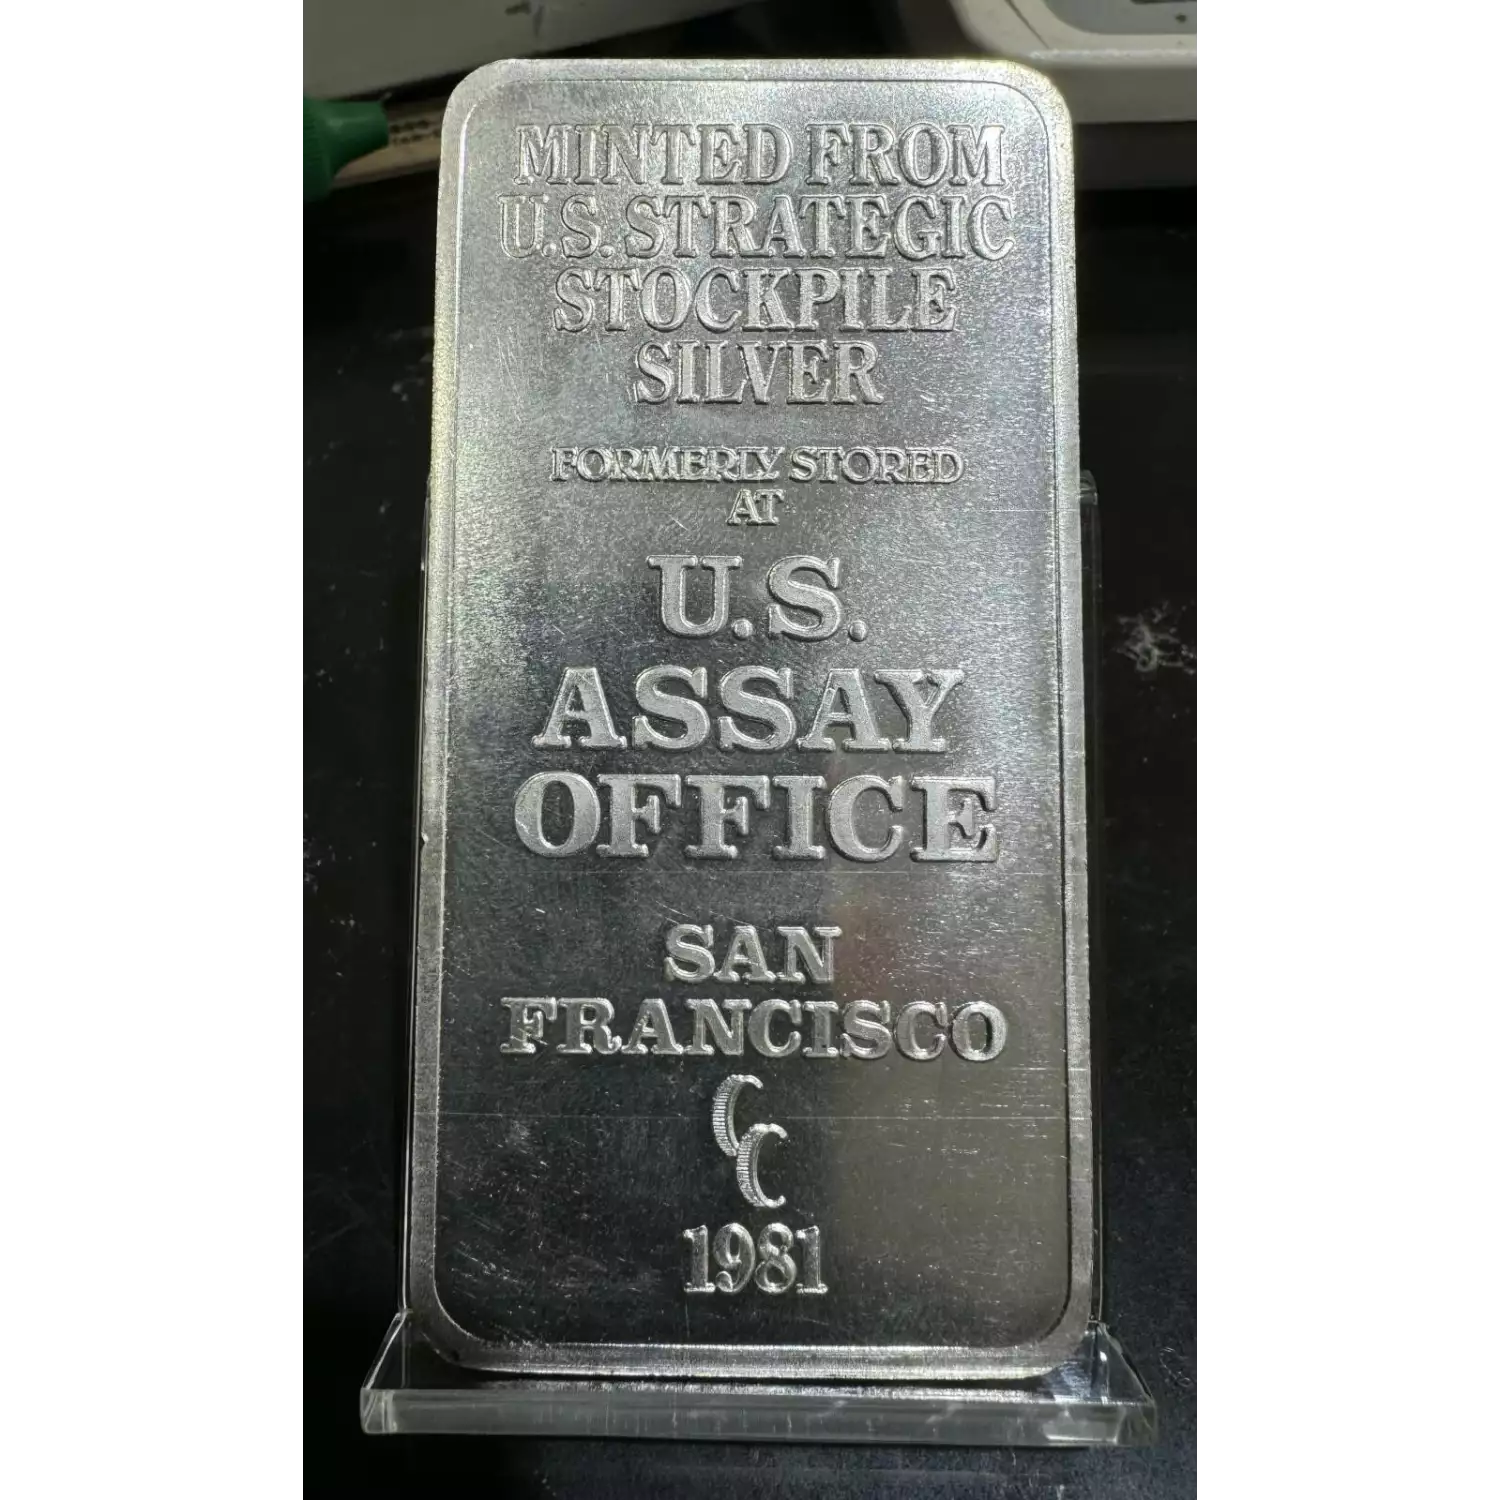 MINTED FROM
U.S. STRATEGIC
STOCKPILE
SILVER
FORMERLY STORED
AT
U.S.
ASSAY
OFFICE
SAN
FRANCISCO
CC
1981